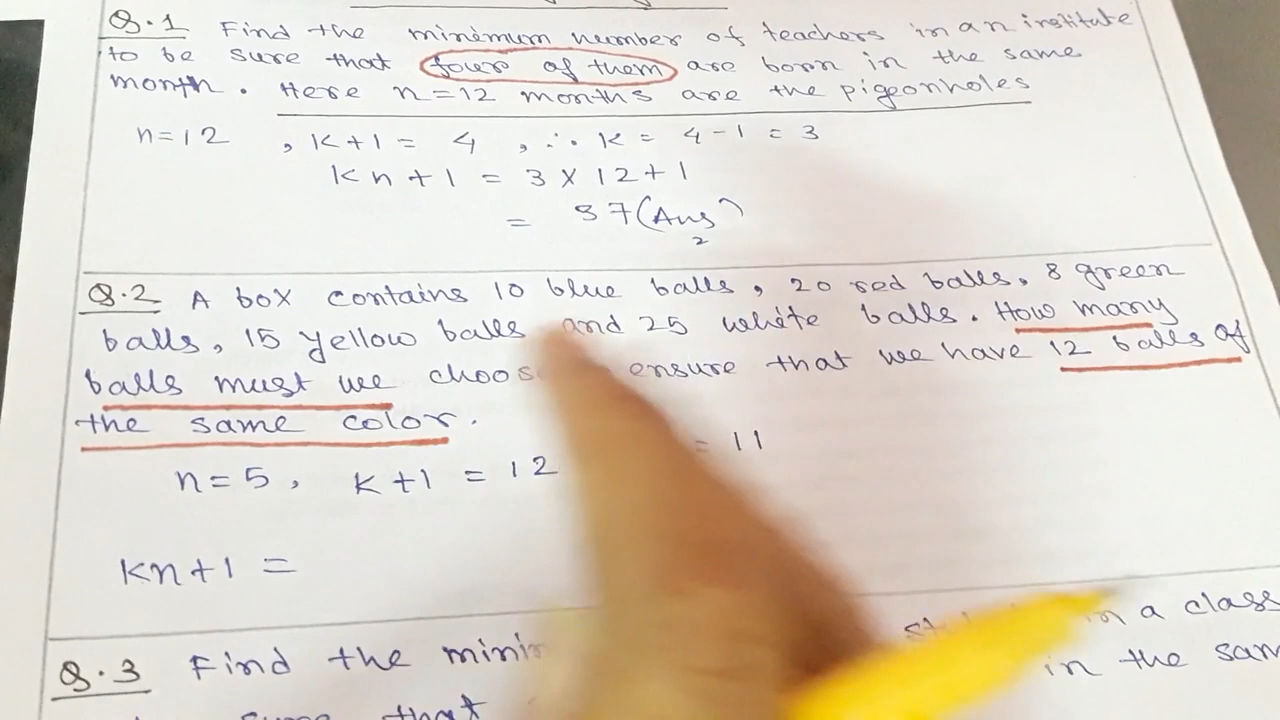 Q.1 Find the minimum number of teachers in an institute
to be sure that four of them are born in the same
month. Here n=12 months are the pigeonholes
n=12 , K+1 = 4 , ∴ K = 4-1 = 3
Kn+1 = 3 X 12+1
= 37 (Ans)
Q.2 A box contains 10 blue balls, 20 red balls, 8 green
balls, 15 yellow balls and 25 white balls. How many
balls must we ensure that we have 12 balls of
the same color.
n=5, K+1 = 12 = 11
Kn+1 =
Q.3 Find the in a class
in the
that